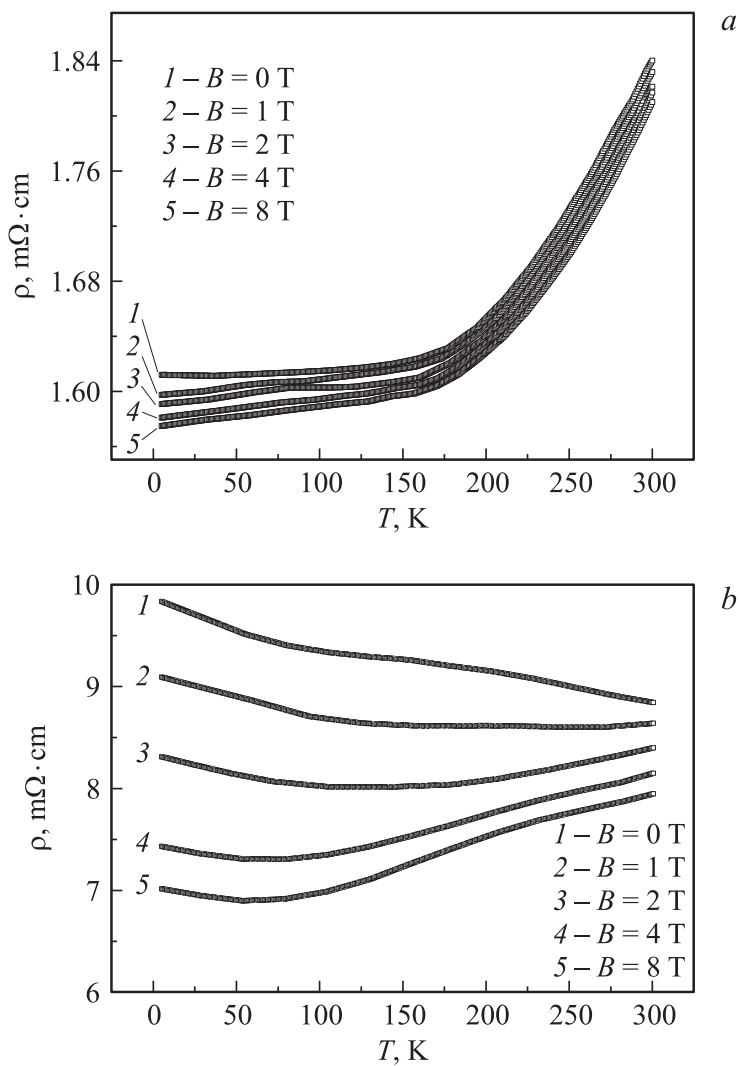 a
1.84
1.76
1.68
1.60
ρ, mΩ·cm
1 – B = 0 T
2 – B = 1 T
3 – B = 2 T
4 – B = 4 T
5 – B = 8 T
1
2
3
4
5
0 50 100 150 200 250 300
T, K
b
10
9
8
7
6
ρ, mΩ·cm
1
2
3
4
5
1 – B = 0 T
2 – B = 1 T
3 – B = 2 T
4 – B = 4 T
5 – B = 8 T
0 50 100 150 200 250 300
T, K